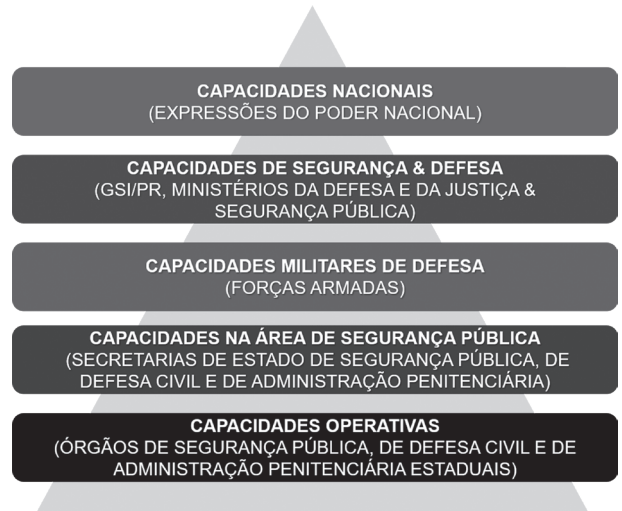 CAPACIDADES NACIONAIS
(EXPRESSÕES DO PODER NACIONAL)
CAPACIDADES DE SEGURANÇA & DEFESA
(GSI/PR, MINISTÉRIOS DA DEFESA E DA JUSTIÇA &
SEGURANÇA PÚBLICA)
CAPACIDADES MILITARES DE DEFESA
(FORÇAS ARMADAS)
CAPACIDADES NA ÁREA DE SEGURANÇA PÚBLICA
(SECRETARIAS DE ESTADO DE SEGURANÇA PÚBLICA, DE
DEFESA CIVIL E DE ADMINISTRAÇÃO PENITENCIÁRIA)
CAPACIDADES OPERATIVAS
(ÓRGÃOS DE SEGURANÇA PÚBLICA, DE DEFESA CIVIL E DE
ADMINISTRAÇÃO PENITENCIÁRIA ESTADUAIS)